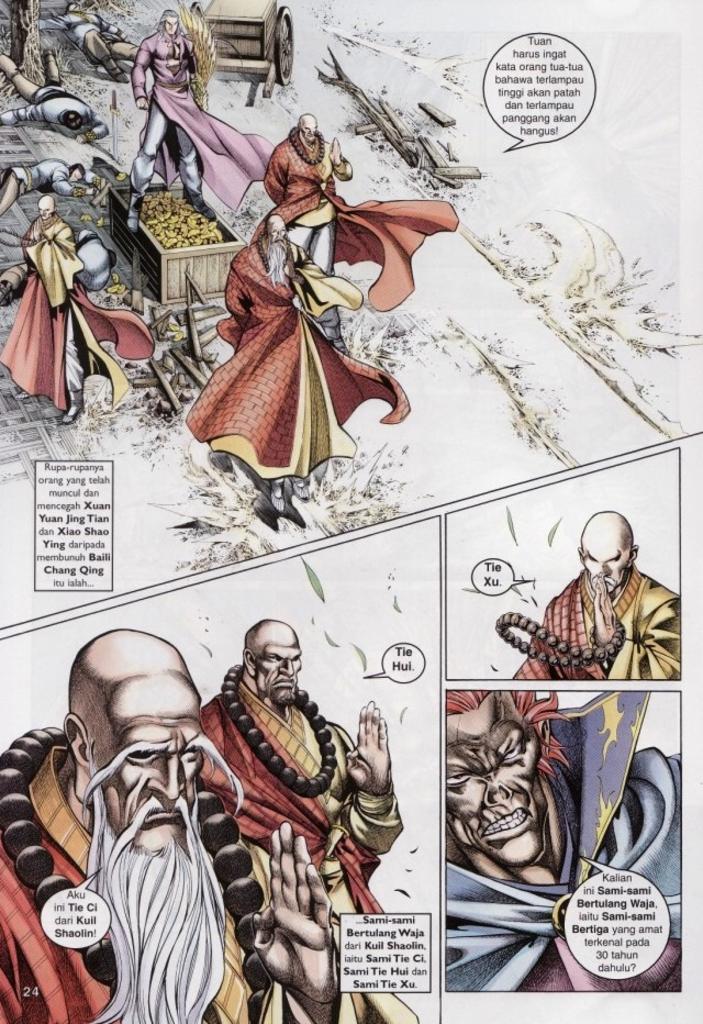 Tuan
harus ingat
kata orang tua-tua
bahawa terlampau
tinggi akan patah
dan terlampau
panggang akan
hangus!
Rupa-rupanya
orang yang telah
muncul dan
mencegah Xuan
Yuan Jing Tian
dan Xiao Shao
Ying daripada
membunuh Baili
Chang Qing
itu ialah...
Tie
Hui.
Aku
ini Tie Ci
dari Kuil
Shaolin!
...Sami-sami
Bertulang Waja
dari Kuil Shaolin,
iaitu Sami Tie Ci,
Sami Tie Hui dan
Sami Tie Xu.
Tie
Xu.
Kalian
ini Sami-sami
Bertulang Waja,
iaitu Sami-sami
Bertiga yang amat
terkenal pada
30 tahun
dahulu?
24